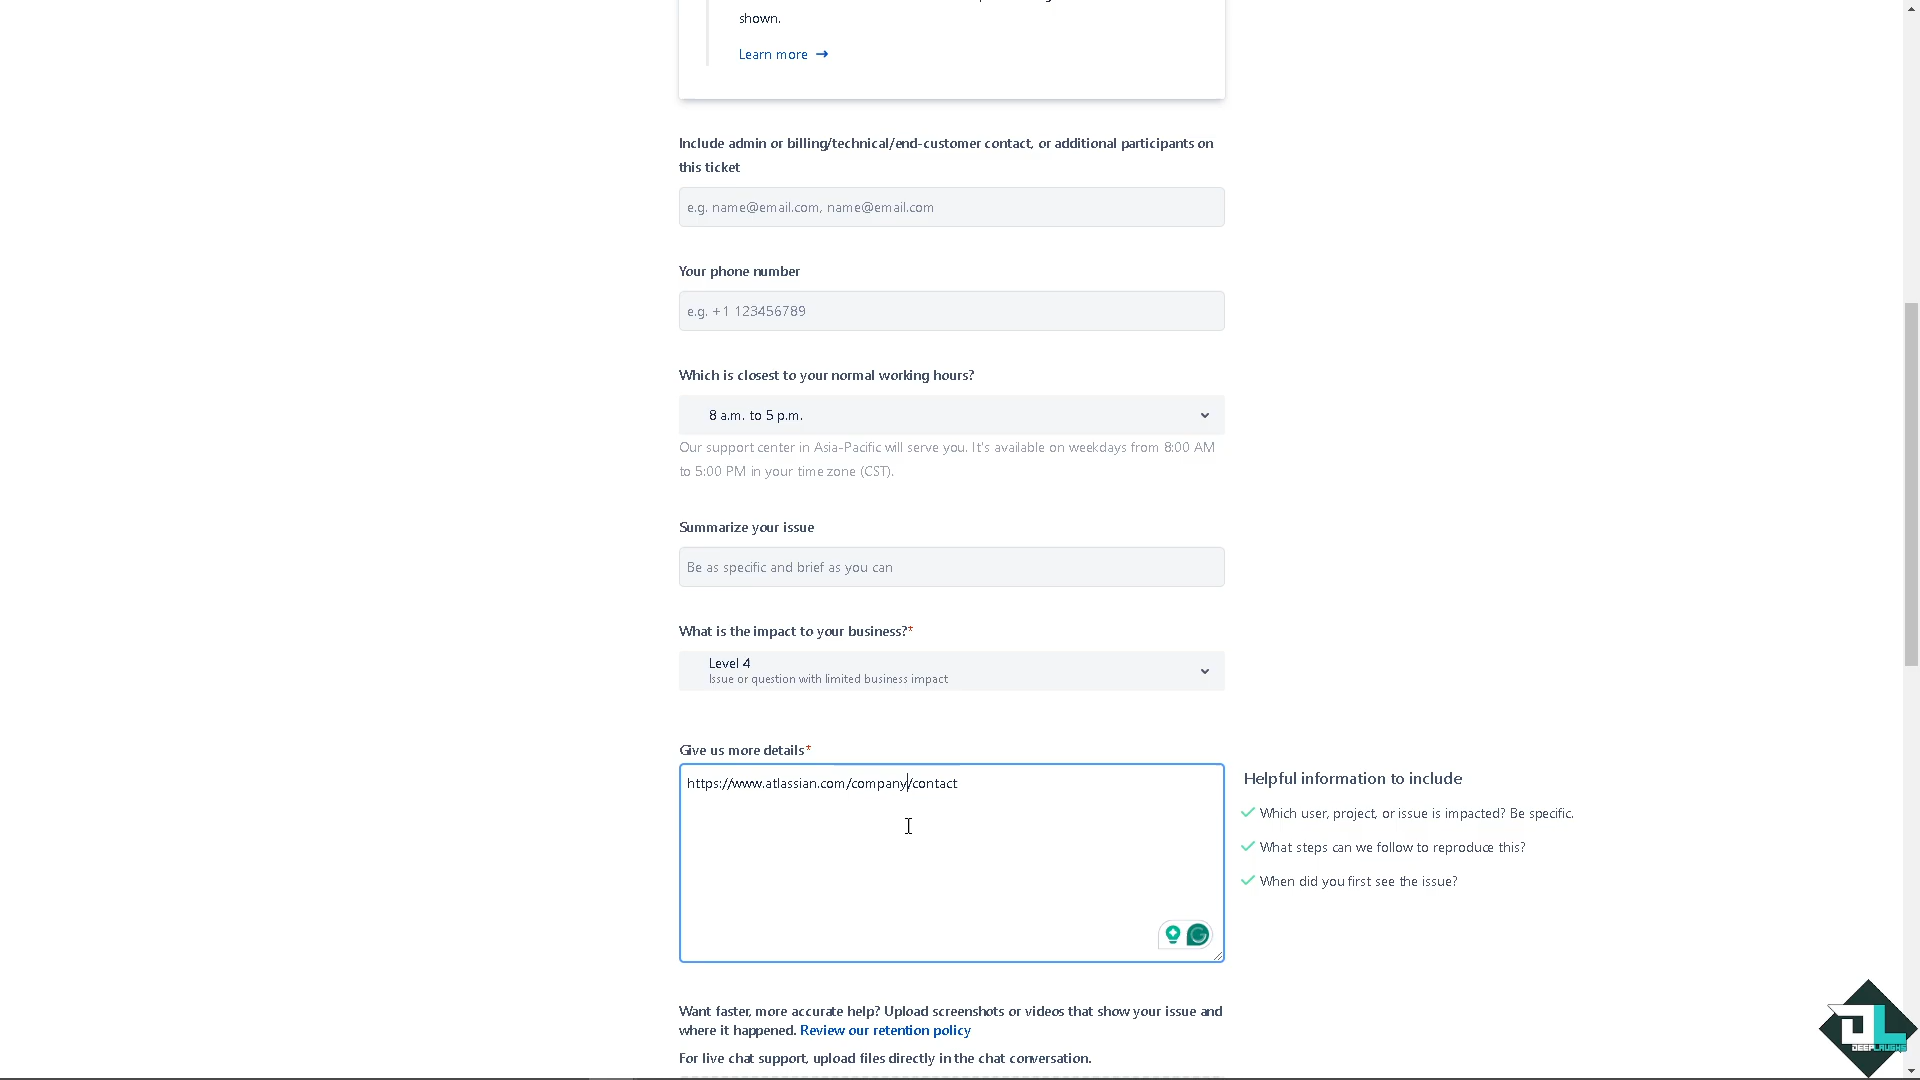 shown.
Learn more →
Include admin or billing/technical/end-customer contact, or additional participants on
this ticket
e.g. name@email.com, name@email.com
Your phone number
e.g. +1 123456789
Which is closest to your normal working hours?
8 a.m. to 5 p.m.
Our support center in Asia-Pacific will serve you. It's available on weekdays from 8:00 AM
to 5:00 PM in your time zone (CST).
Summarize your issue
Be as specific and brief as you can
What is the impact to your business?*
Level 4
Issue or question with limited business impact
Give us more details*
https://www.atlassian.com/company/contact
Helpful information to include
Which user, project, or issue is impacted? Be specific.
What steps can we follow to reproduce this?
When did you first see the issue?
Want faster, more accurate help? Upload screenshots or videos that show your issue and
where it happened. Review our retention policy
For live chat support, upload files directly in the chat conversation.
DEEPLAUGHS